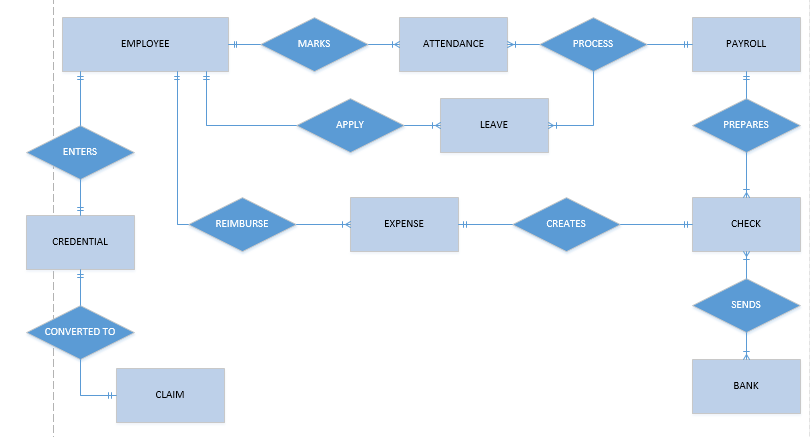 EMPLOYEE
MARKS
ATTENDANCE
PROCESS
PAYROLL
APPLY
LEAVE
PREPARES
ENTERS
REIMBURSE
EXPENSE
CREATES
CHECK
CREDENTIAL
SENDS
CONVERTED TO
BANK
CLAIM